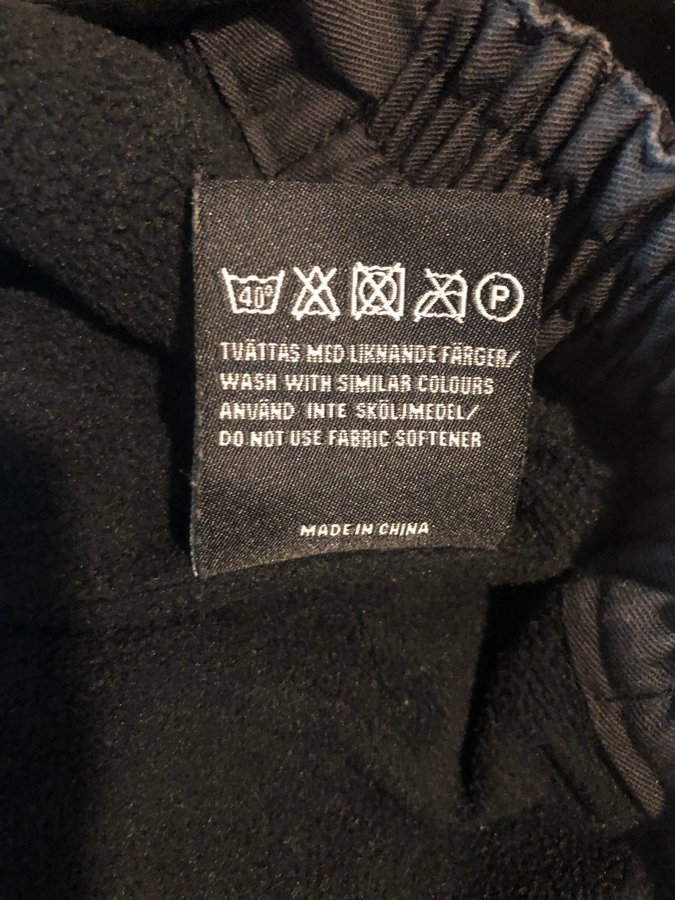 40° P
TVÄTTAS MED LIKNANDE FÄRGER/
WASH WITH SIMILAR COLOURS
ANVÄND INTE SKÖLJMEDEL/
DO NOT USE FABRIC SOFTENER
MADE IN CHINA